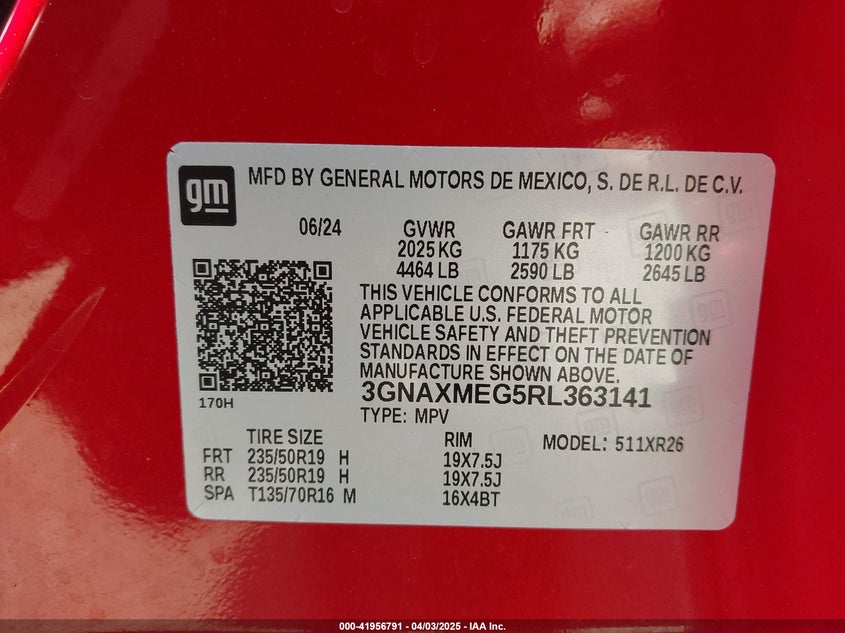 gm MFD BY GENERAL MOTORS DE MEXICO, S. DE R.L. DE C.V.
06/24 GVWR GAWR FRT GAWR RR
2025 KG 1175 KG 1200 KG
4464 LB 2590 LB 2645 LB
THIS VEHICLE CONFORMS TO ALL
APPLICABLE U.S. FEDERAL MOTOR
VEHICLE SAFETY AND THEFT PREVENTION
STANDARDS IN EFFECT ON THE DATE OF
MANUFACTURE SHOWN ABOVE.
170H 3GNAXMEG5RL363141
TYPE: MPV
TIRE SIZE RIM MODEL: 511XR26
FRT 235/50R19 H 19X7.5J
RR 235/50R19 H 19X7.5J
SPA T135/70R16 M 16X4BT
000-41956791 - 04/03/2025 - IAA Inc.